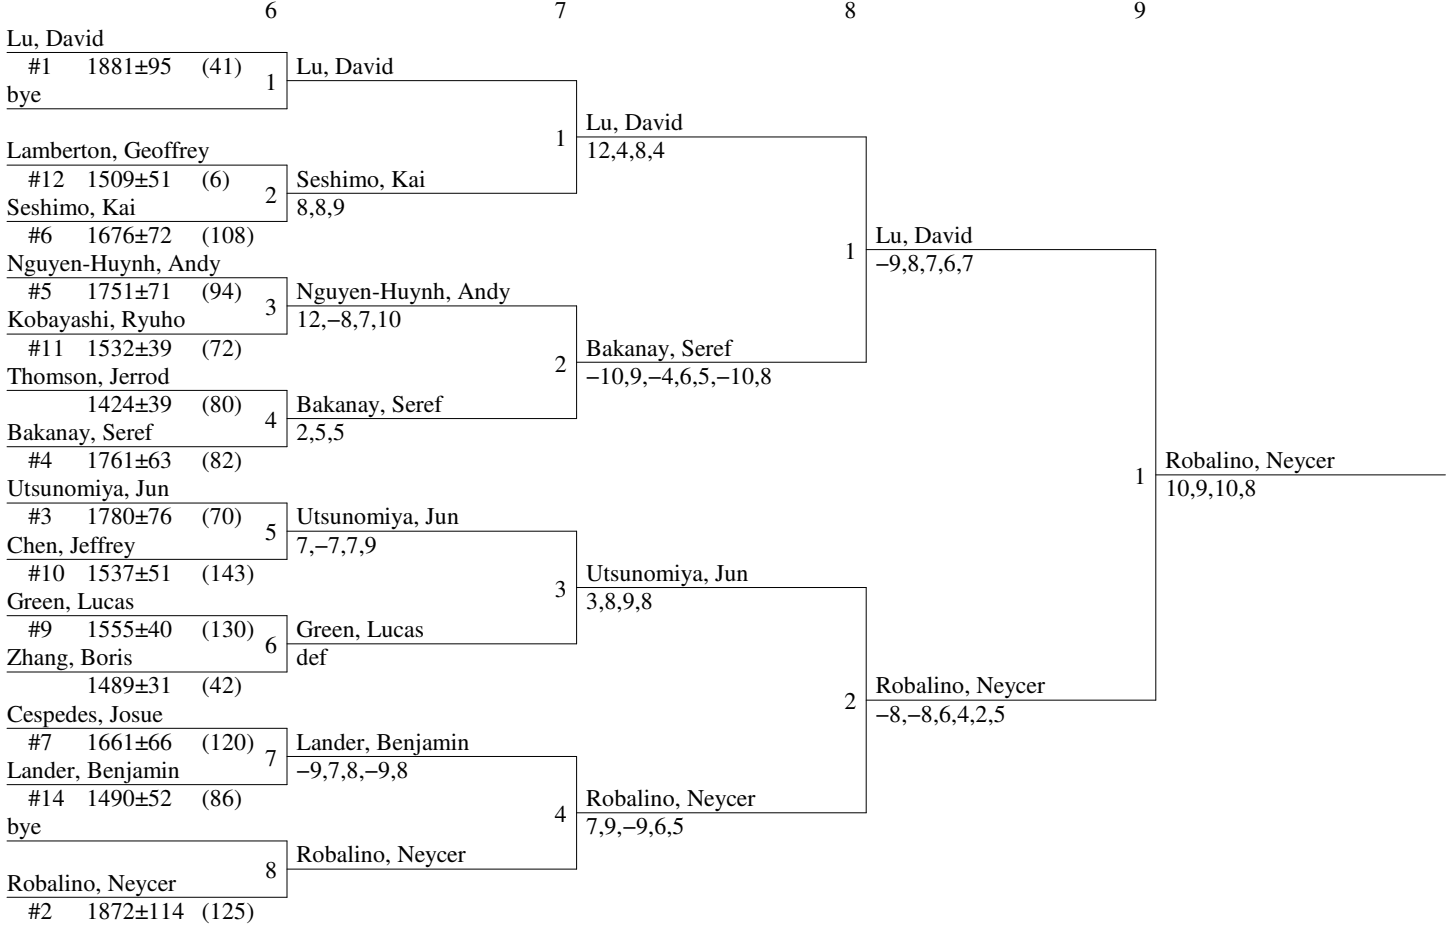 6 7 8 9
Lu, David
#1 1881±95 (41) 1 Lu, David
bye
1 Lu, David
12,4,8,4
Lamberton, Geoffrey
#12 1509±51 (6) 2 Seshimo, Kai
Seshimo, Kai 8,8,9
#6 1676±72 (108)
1 Lu, David
−9,8,7,6,7
Nguyen-Huynh, Andy
#5 1751±71 (94) 3 Nguyen-Huynh, Andy
Kobayashi, Ryuho 12,−8,7,10
#11 1532±39 (72)
2 Bakanay, Seref
−10,9,−4,6,5,−10,8
Thomson, Jerrod
1424±39 (80) 4 Bakanay, Seref
Bakanay, Seref 2,5,5
#4 1761±63 (82)
1 Robalino, Neycer
10,9,10,8
Utsunomiya, Jun
#3 1780±76 (70) 5 Utsunomiya, Jun
Chen, Jeffrey 7,−7,7,9
#10 1537±51 (143)
3 Utsunomiya, Jun
3,8,9,8
Green, Lucas
#9 1555±40 (130) 6 Green, Lucas
Zhang, Boris def
1489±31 (42)
2 Robalino, Neycer
−8,−8,6,4,2,5
Cespedes, Josue
#7 1661±66 (120) 7 Lander, Benjamin
Lander, Benjamin −9,7,8,−9,8
#14 1490±52 (86)
4 Robalino, Neycer
7,9,−9,6,5
bye
8 Robalino, Neycer
Robalino, Neycer
#2 1872±114 (125)